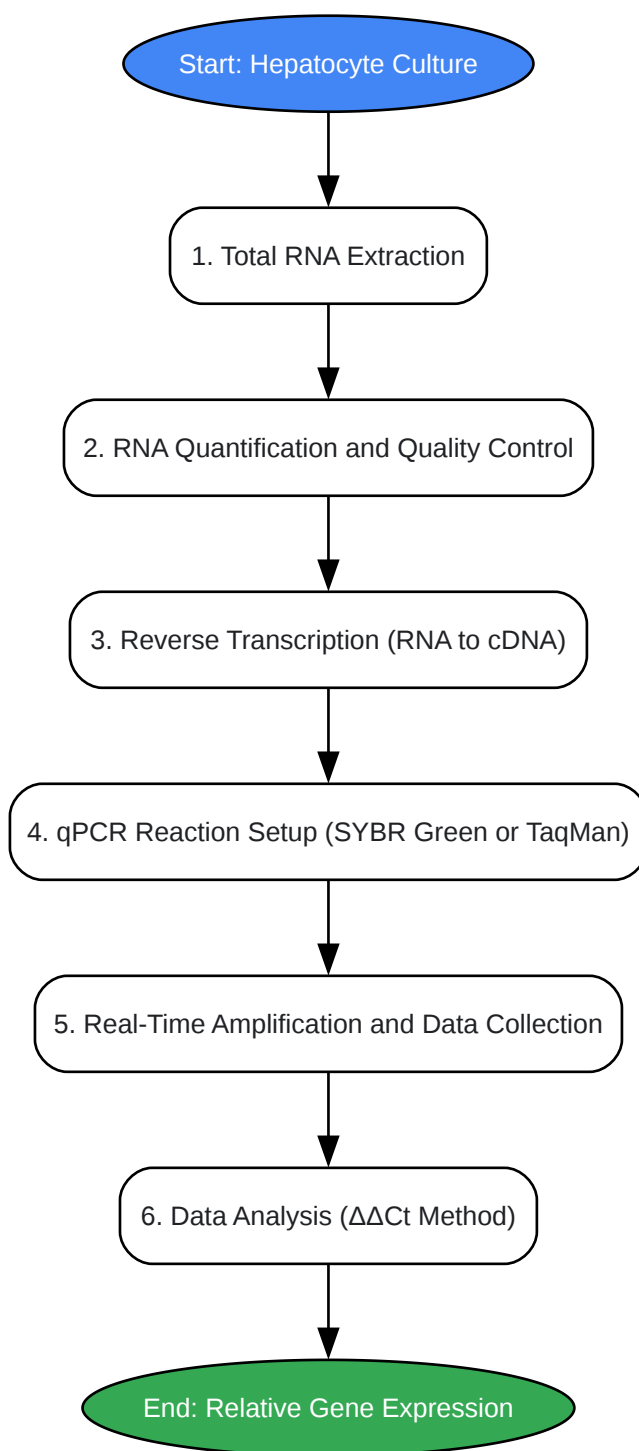 Start: Hepatocyte Culture
1. Total RNA Extraction
2. RNA Quantification and Quality Control
3. Reverse Transcription (RNA to cDNA)
4. qPCR Reaction Setup (SYBR Green or TaqMan)
5. Real-Time Amplification and Data Collection
6. Data Analysis (ΔΔCt Method)
End: Relative Gene Expression